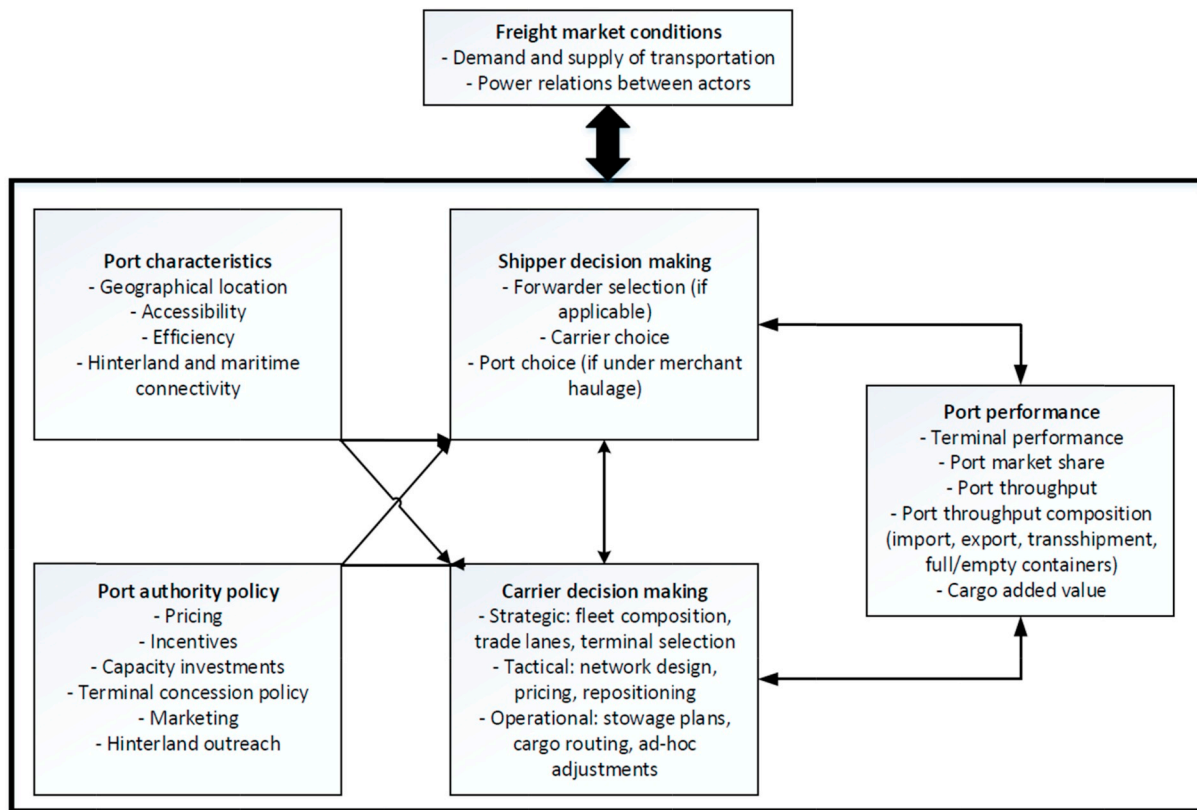 Freight market conditions
- Demand and supply of transportation
- Power relations between actors
Port characteristics
- Geographical location
- Accessibility
- Efficiency
- Hinterland and maritime
connectivity
Shipper decision making
- Forwarder selection (if
applicable)
- Carrier choice
- Port choice (if under merchant
haulage)
Port performance
- Terminal performance
- Port market share
- Port throughput
- Port throughput composition
(import, export, transshipment,
full/empty containers)
- Cargo added value
Port authority policy
- Pricing
- Incentives
- Capacity investments
- Terminal concession policy
- Marketing
- Hinterland outreach
Carrier decision making
- Strategic: fleet composition,
trade lanes, terminal selection
- Tactical: network design,
pricing, repositioning
- Operational: stowage plans,
cargo routing, ad-hoc
adjustments